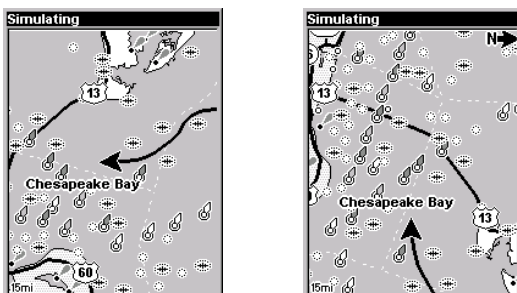 Simulating
13
Chesapeake Bay
60
15mi
Simulating
N
13
Chesapeake Bay
13
15mi